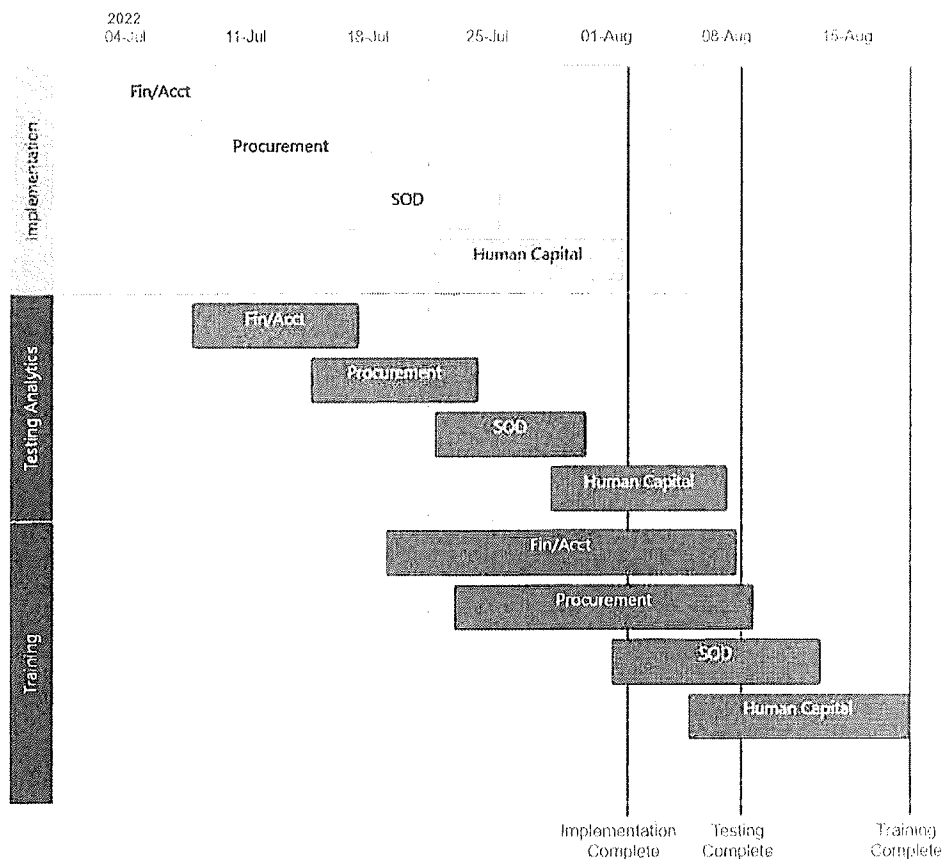 2022
04-Jul 11-Jul 18-Jul 25-Jul 01-Aug 08-Aug 15-Aug
Implementation
Fin/Acct
Procurement
SOD
Human Capital
Testing Analytics
Fin/Acct
Procurement
SOD
Human Capital
Training
Fin/Acct
Procurement
SOD
Human Capital
Implementation Complete
Testing Complete
Training Complete